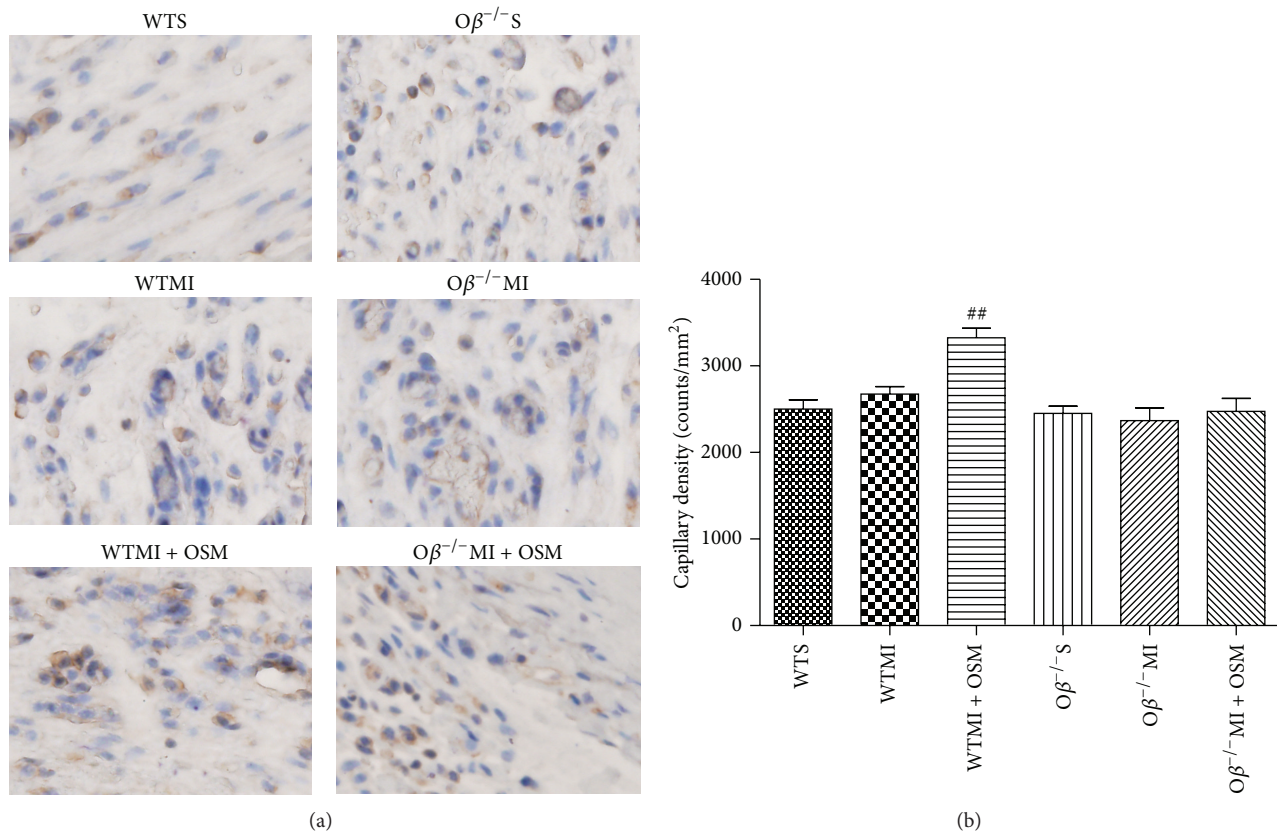 WTS
Oβ⁻/⁻S
WTMI
Oβ⁻/⁻MI
WTMI + OSM
Oβ⁻/⁻MI + OSM
(a)
Capillary density (counts/mm²)
4000
3000
2000
1000
0
##
WTS
WTMI
WTMI + OSM
Oβ⁻/⁻S
Oβ⁻/⁻MI
Oβ⁻/⁻MI + OSM
(b)